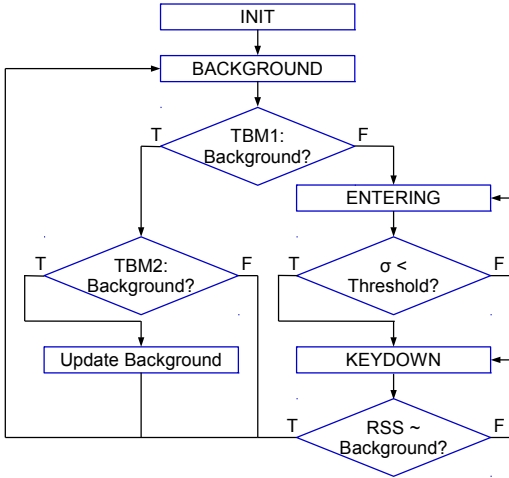 INIT
BACKGROUND
T
TBM1:
Background?
F
ENTERING
T
TBM2:
Background?
F
T
σ <
Threshold?
F
Update Background
KEYDOWN
T
RSS ~
Background?
F